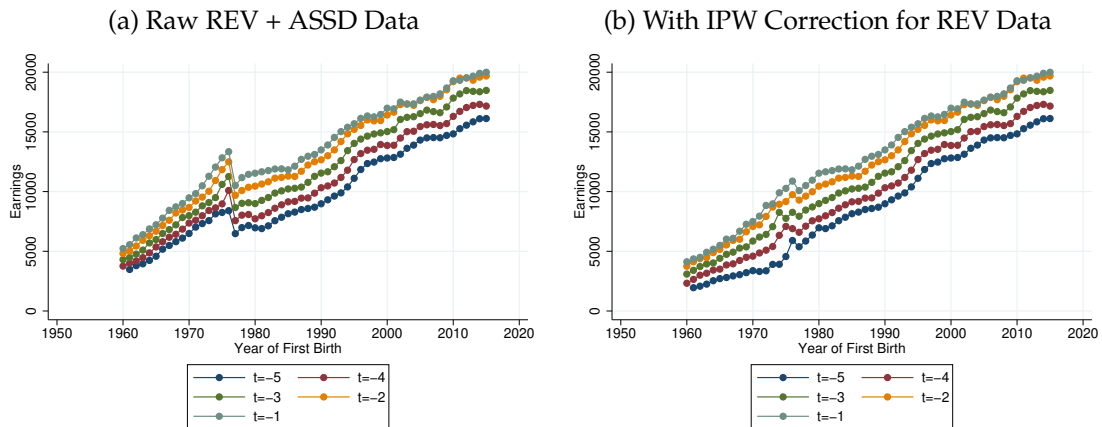 (a) Raw REV + ASSD Data
(b) With IPW Correction for REV Data
Earnings
20000
15000
10000
5000
0
1950 1960 1970 1980 1990 2000 2010 2020
Year of First Birth
t=−5 t=−4
t=−3 t=−2
t=−1
Earnings
20000
15000
10000
5000
0
1950 1960 1970 1980 1990 2000 2010 2020
Year of First Birth
t=−5 t=−4
t=−3 t=−2
t=−1